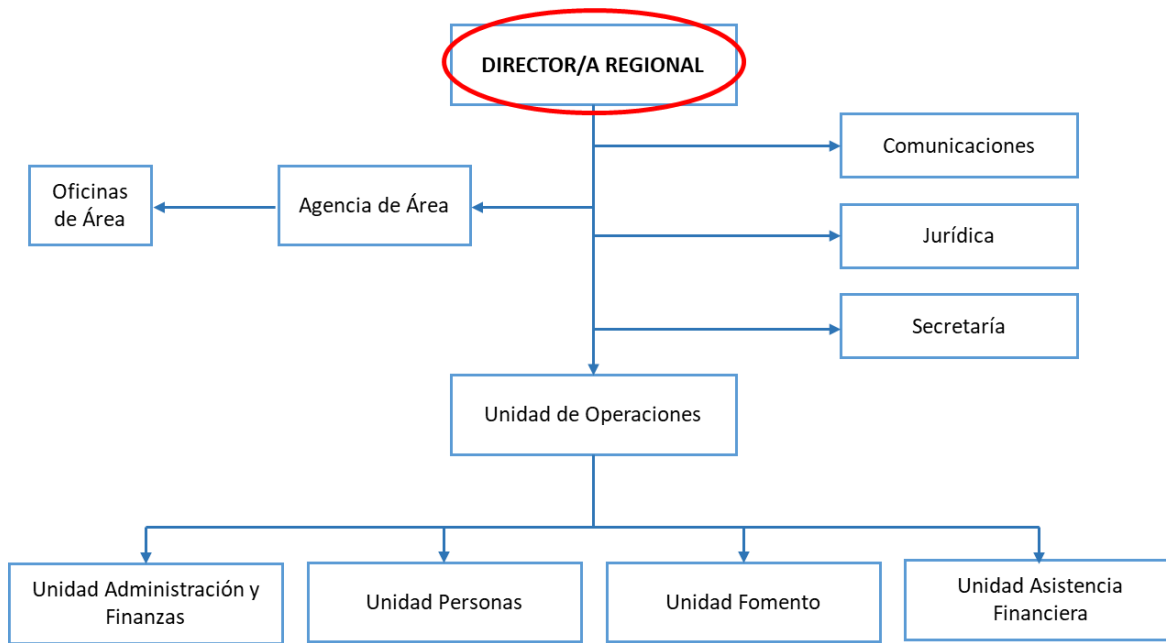 DIRECTOR/A REGIONAL
Comunicaciones
Oficinas
de Área
Agencia de Área
Jurídica
Secretaría
Unidad de Operaciones
Unidad Administración y
Finanzas
Unidad Personas
Unidad Fomento
Unidad Asistencia
Financiera